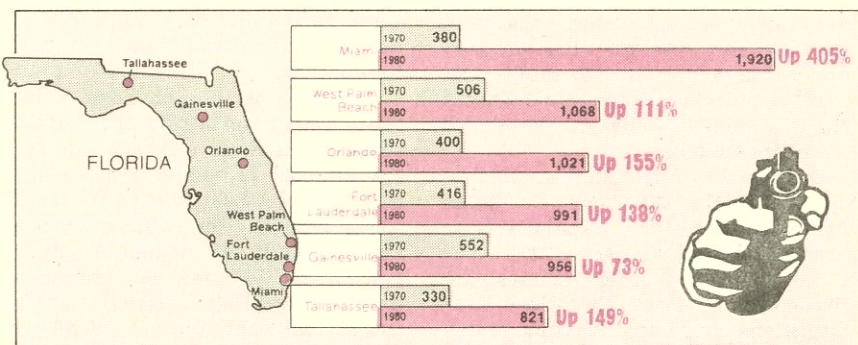 Tallahassee
Gainesville
Orlando
FLORIDA
West Palm
Beach
Fort
Lauderdale
Miami
Miami
1970 380
1980 1,920 Up 405%
West Palm
Beach
1970 506
1980 1,068 Up 111%
Orlando
1970 400
1980 1,021 Up 155%
Fort
Lauderdale
1970 416
1980 991 Up 138%
Gainesville
1970 552
1980 956 Up 73%
Tallahassee
1970 330
1980 821 Up 149%